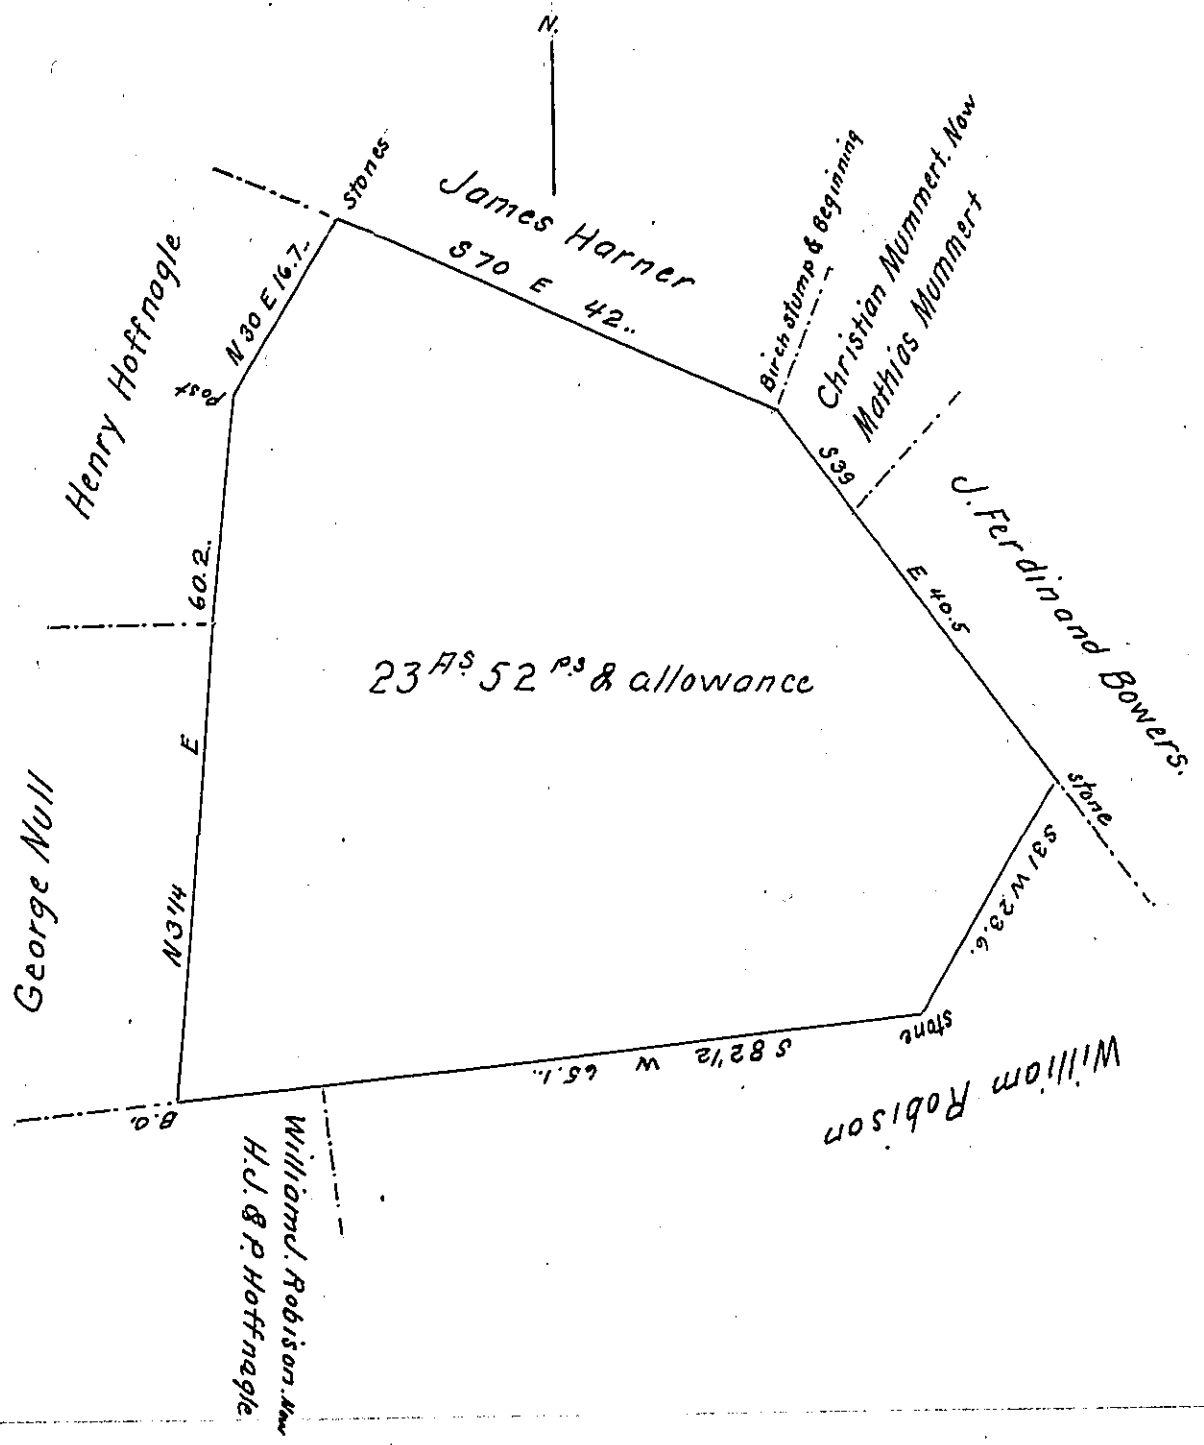 N.
Stones
James Harner
S 70 E 42..
Birch stump & Beginning
Christian Mummert. Now
Mathias Mummert
Henry Hoffnagle
N 30 E 16.7..
Post
S 39
E 40.5
J. Ferdinand Bowers.
60.2..
23 As. 52 ps & allowance
E
George Null
N 3 1/4
stone
S 31 W 23.6.
stone
S 82 1/2 W 65.1..
William Robison
B.O.
William J. Robison. Now
H. J. & P. Hoffnagle